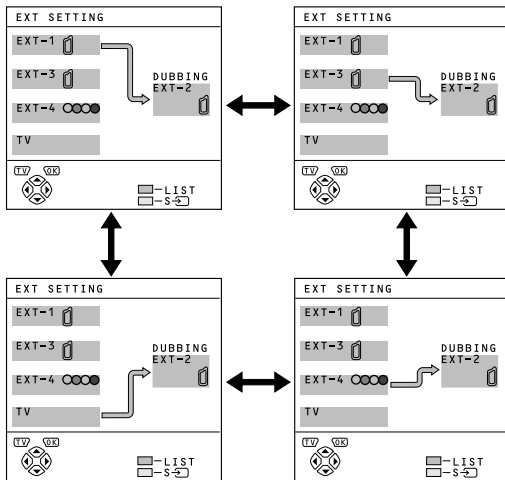 EXT SETTING
EXT-1
EXT-3
EXT-4
TV
DUBBING
EXT-2
TV OK
LIST
S
EXT SETTING
EXT-1
EXT-3
EXT-4
TV
DUBBING
EXT-2
TV OK
LIST
S
EXT SETTING
EXT-1
EXT-3
EXT-4
TV
DUBBING
EXT-2
TV OK
LIST
S
EXT SETTING
EXT-1
EXT-3
EXT-4
TV
DUBBING
EXT-2
TV OK
LIST
S